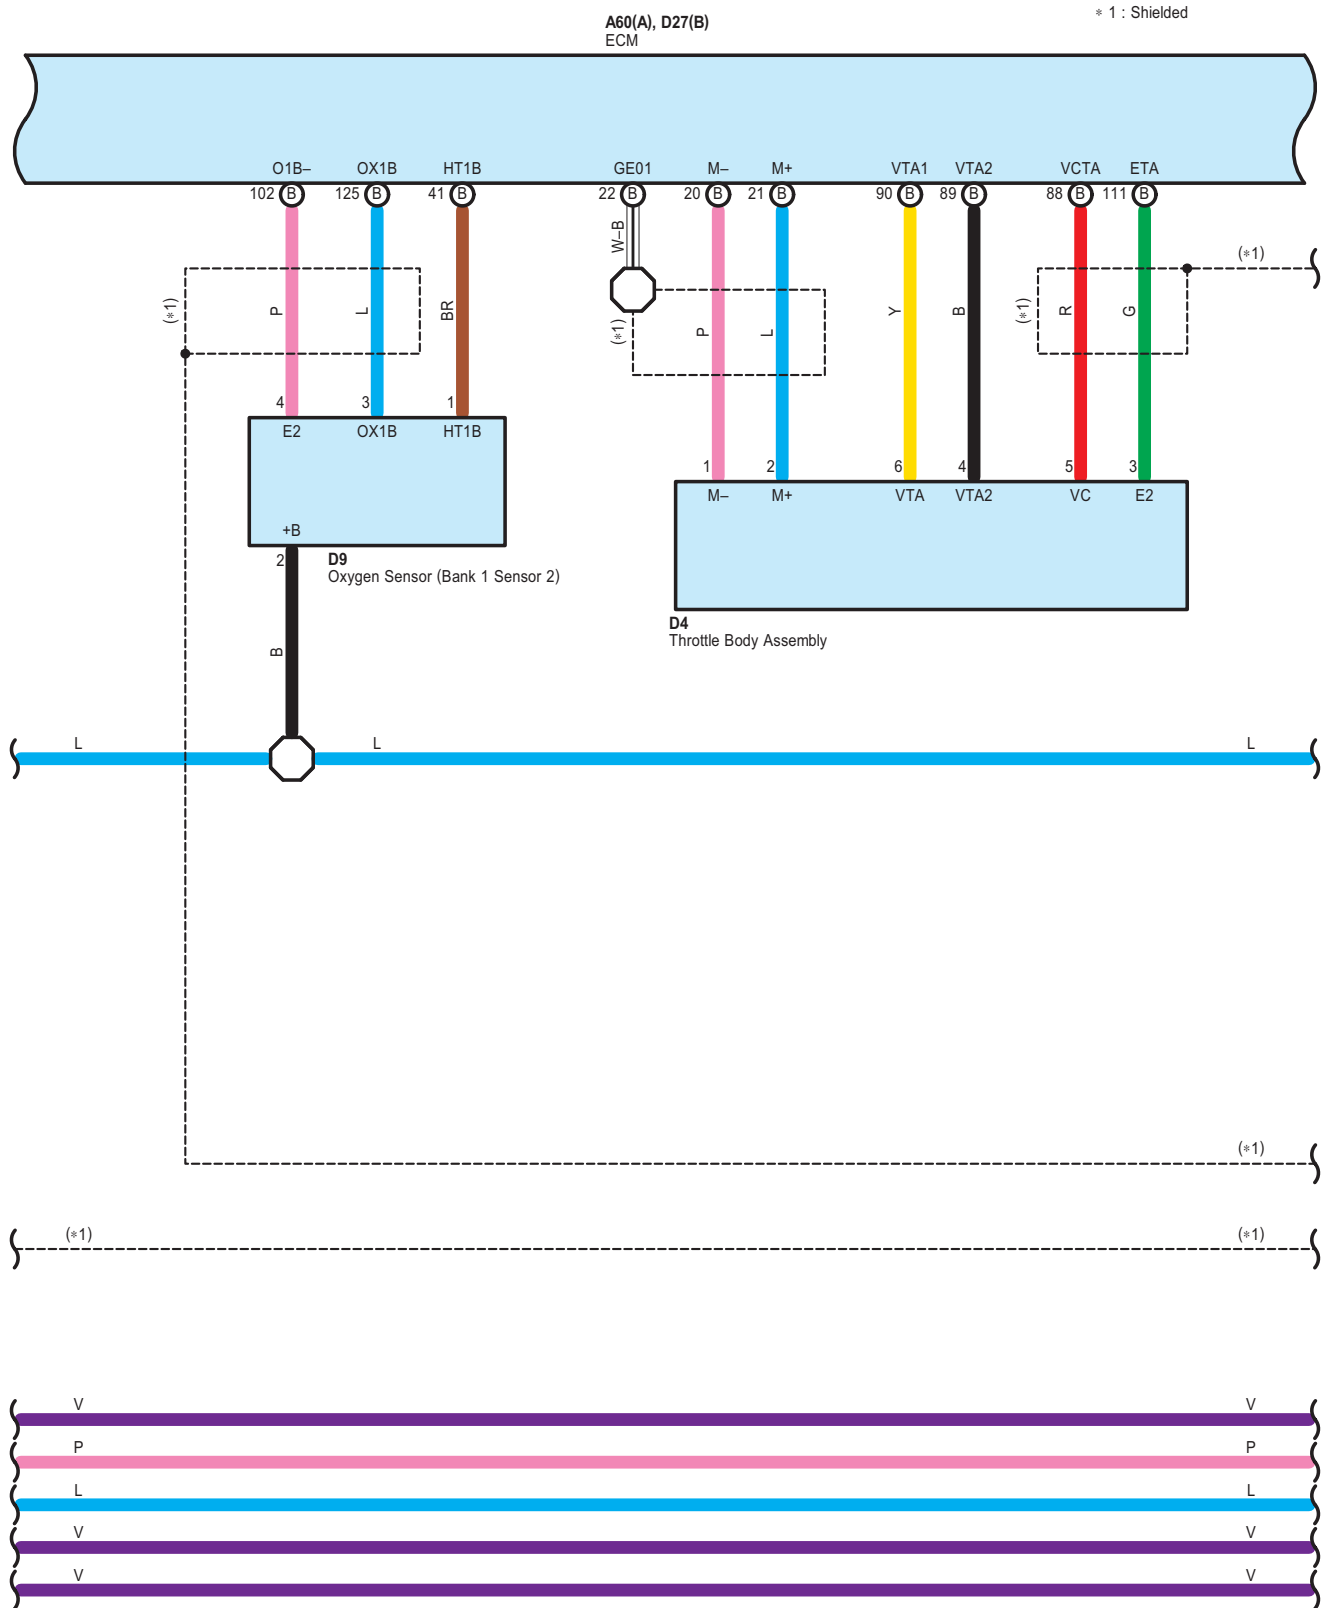 ∗ 1 : Shielded
A60(A), D27(B)
ECM
O1B– OX1B HT1B GE01 M– M+ VTA1 VTA2 VCTA ETA
102 B 125 B 41 B 22 B 20 B 21 B 90 B 89 B 88 B 111 B
W–B
(∗1)
(∗1) P L BR (∗1) P L Y B (∗1) R G
4 3 1
E2 OX1B HT1B
1 2 6 4 5 3
M– M+ VTA VTA2 VC E2
+B
2
D9
Oxygen Sensor (Bank 1 Sensor 2)
D4
Throttle Body Assembly
B
L L L
(∗1)
(∗1) (∗1)
V V
P P
L L
V V
V V